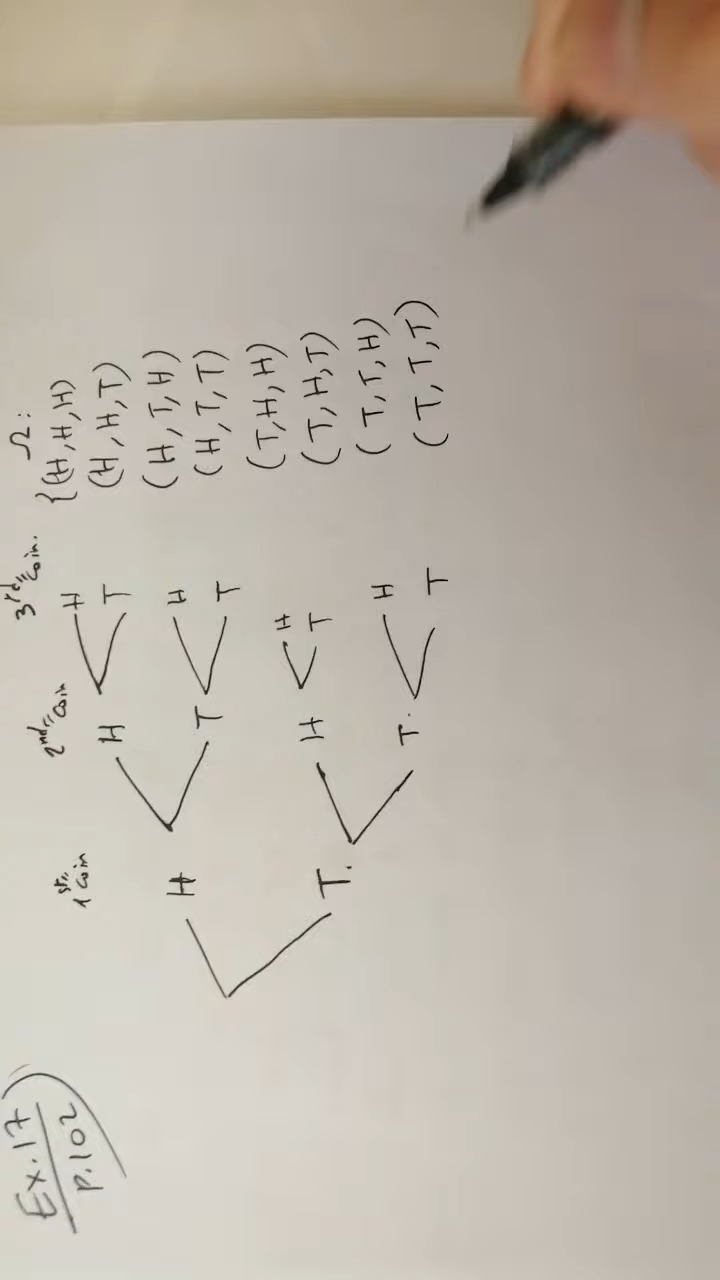 Ex.17
p.102
1st coin 2nd coin 3rd coin. Ω:
H {(H,H,H)
H
T (H,H,T)
H
H (H,T,H)
T
T (H,T,T)
H (T,H,H)
H
T (T,H,T)
T.
H (T,T,H)
T.
T (T,T,T)